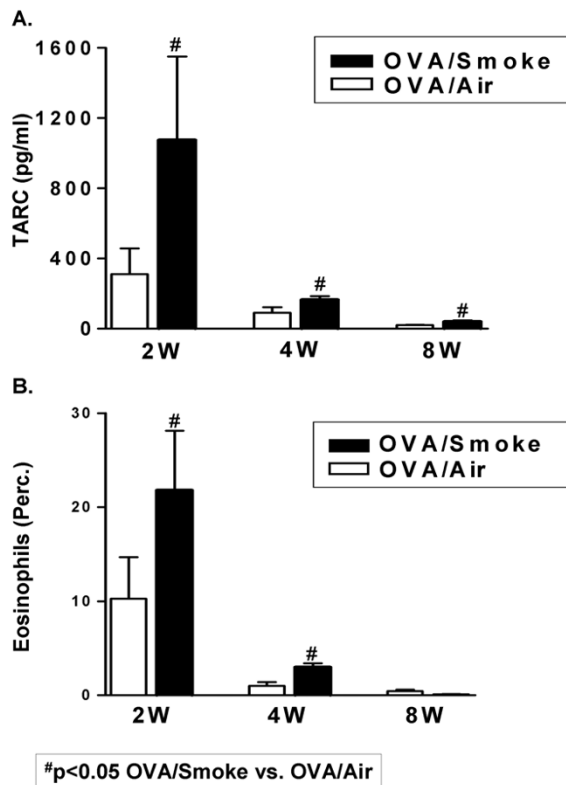 A.
1600
1200
800
400
0
TARC (pg/ml)
#
#
#
OVA/Smoke
OVA/Air
2W 4W 8W
B.
30
20
10
0
Eosinophils (Perc.)
#
#
OVA/Smoke
OVA/Air
2W 4W 8W
#p<0.05 OVA/Smoke vs. OVA/Air